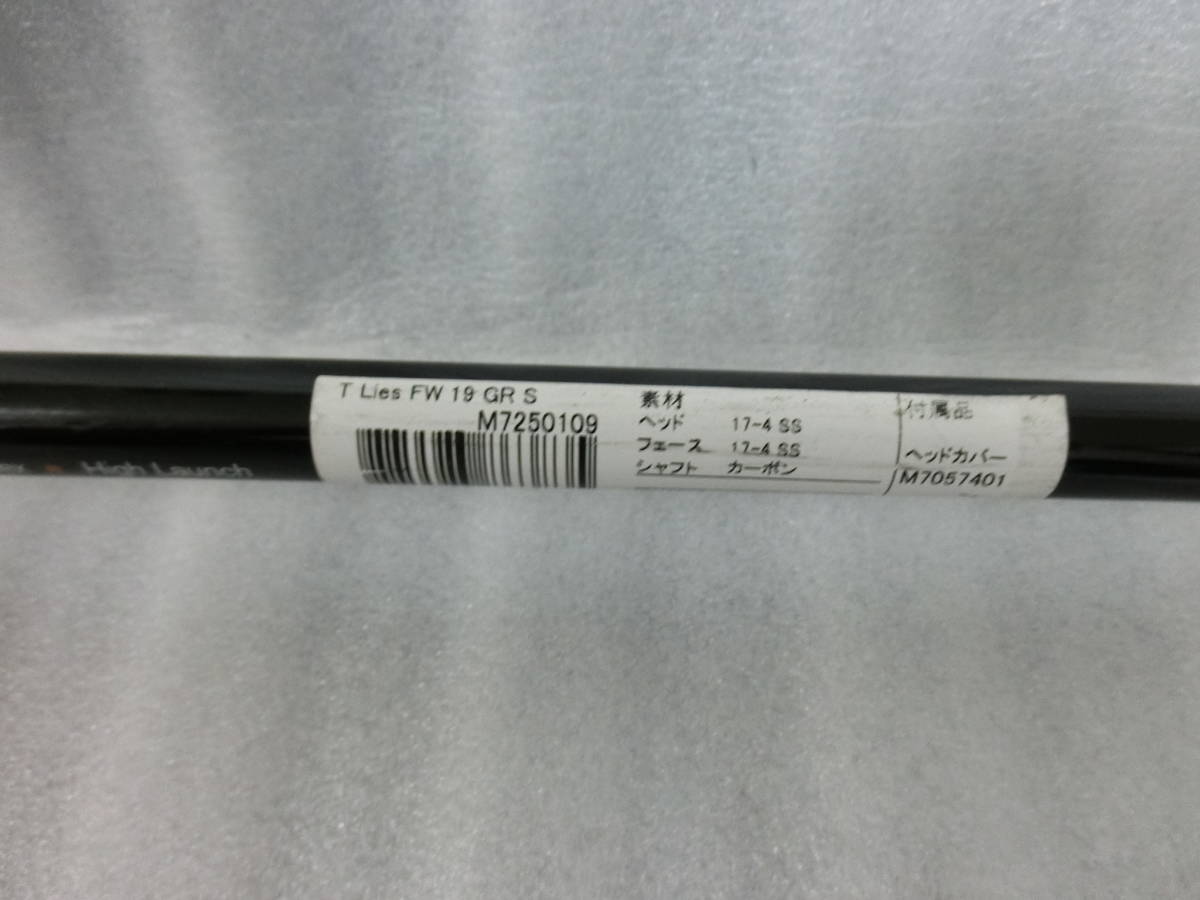 T Lies FW 19 GR S
M7250109
素材
ヘッド 17-4 SS
フェース 17-4 SS
シャフト カーボン
付属品
ヘッドカバー
M7057401
High Launch